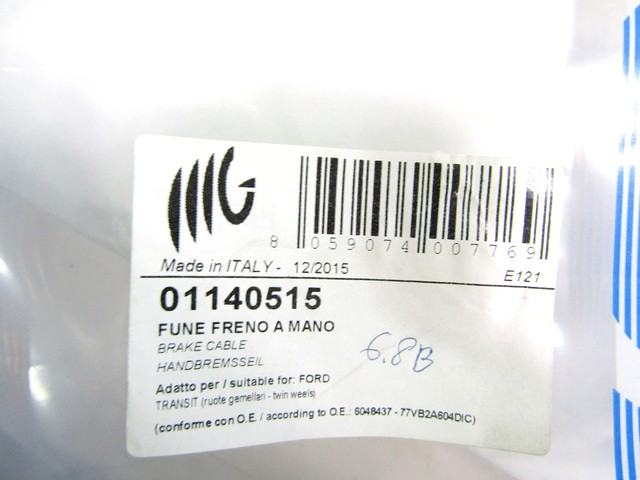 MG
8 059074 007769
Made in ITALY - 12/2015 E121
01140515
FUNE FRENO A MANO
BRAKE CABLE
HANDBREMSSEIL
6.8B
Adatto per / suitable for: FORD
TRANSIT (ruote gemellari - twin weels)
(conforme con O.E. / according to O.E.: 6048437 - 77VB2A604DIC)